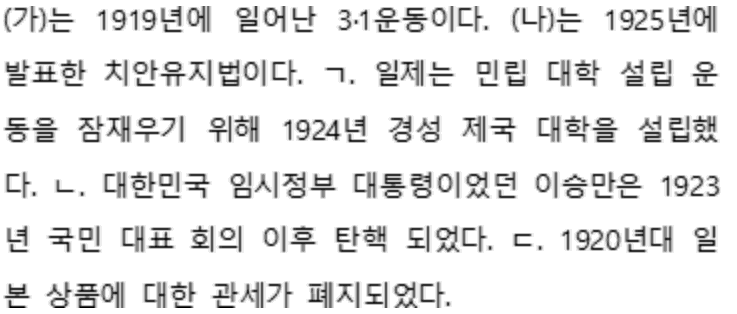 (가)는 1919년에 일어난 3·1운동이다. (나)는 1925년에
발표한 치안유지법이다. ㄱ. 일제는 민립 대학 설립 운
동을 잠재우기 위해 1924년 경성 제국 대학을 설립했
다. ㄴ. 대한민국 임시정부 대통령이었던 이승만은 1923
년 국민 대표 회의 이후 탄핵 되었다. ㄷ. 1920년대 일
본 상품에 대한 관세가 폐지되었다.